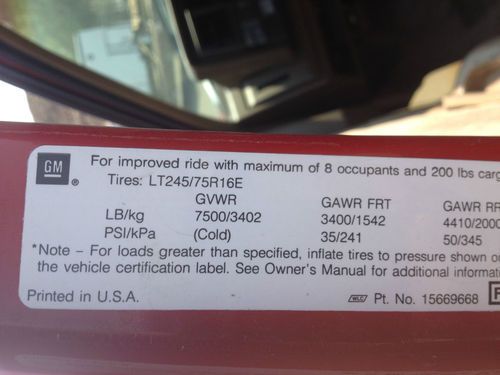 GM ®
For improved ride with maximum of 8 occupants and 200 lbs
Tires: LT245/75R16E
GVWR GAWR FRT GAWR RR
LB/kg 7500/3402 3400/1542 4410/2000
PSI/kPa (Cold) 35/241 50/345
*Note - For loads greater than specified, inflate tires to pressure shown
the vehicle certification label. See Owner's Manual for additional
Printed in U.S.A. WLC Pt. No. 15669668